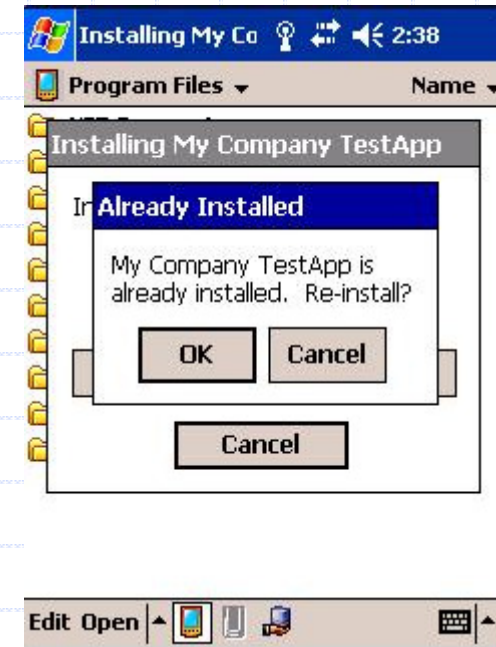 Installing My Co 2:38
Program Files Name
Installing My Company TestApp
Ir
Already Installed
My Company TestApp is
already installed. Re-install?
OK Cancel
Cancel
Edit Open